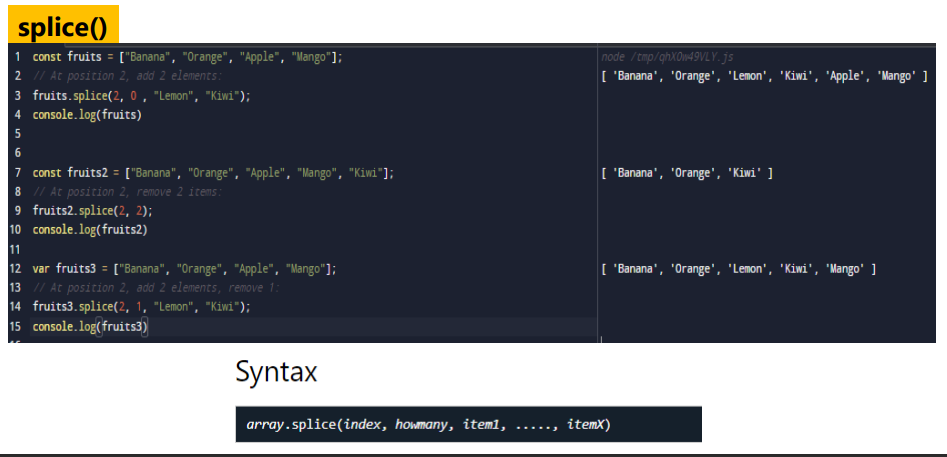 splice()
1 const fruits = ["Banana", "Orange", "Apple", "Mango"];
2 // At position 2, add 2 elements:
3 fruits.splice(2, 0 , "Lemon", "Kiwi");
4 console.log(fruits)
5
6
7 const fruits2 = ["Banana", "Orange", "Apple", "Mango", "Kiwi"];
8 // At position 2, remove 2 items:
9 fruits2.splice(2, 2);
10 console.log(fruits2)
11
12 var fruits3 = ["Banana", "Orange", "Apple", "Mango"];
13 // At position 2, add 2 elements, remove 1:
14 fruits3.splice(2, 1, "Lemon", "Kiwi");
15 console.log(fruits3)
node /tmp/qhX0w49VLY.js
[ 'Banana', 'Orange', 'Lemon', 'Kiwi', 'Apple', 'Mango' ]
[ 'Banana', 'Orange', 'Kiwi' ]
[ 'Banana', 'Orange', 'Lemon', 'Kiwi', 'Mango' ]
Syntax
array.splice(index, howmany, item1, ....., itemX)